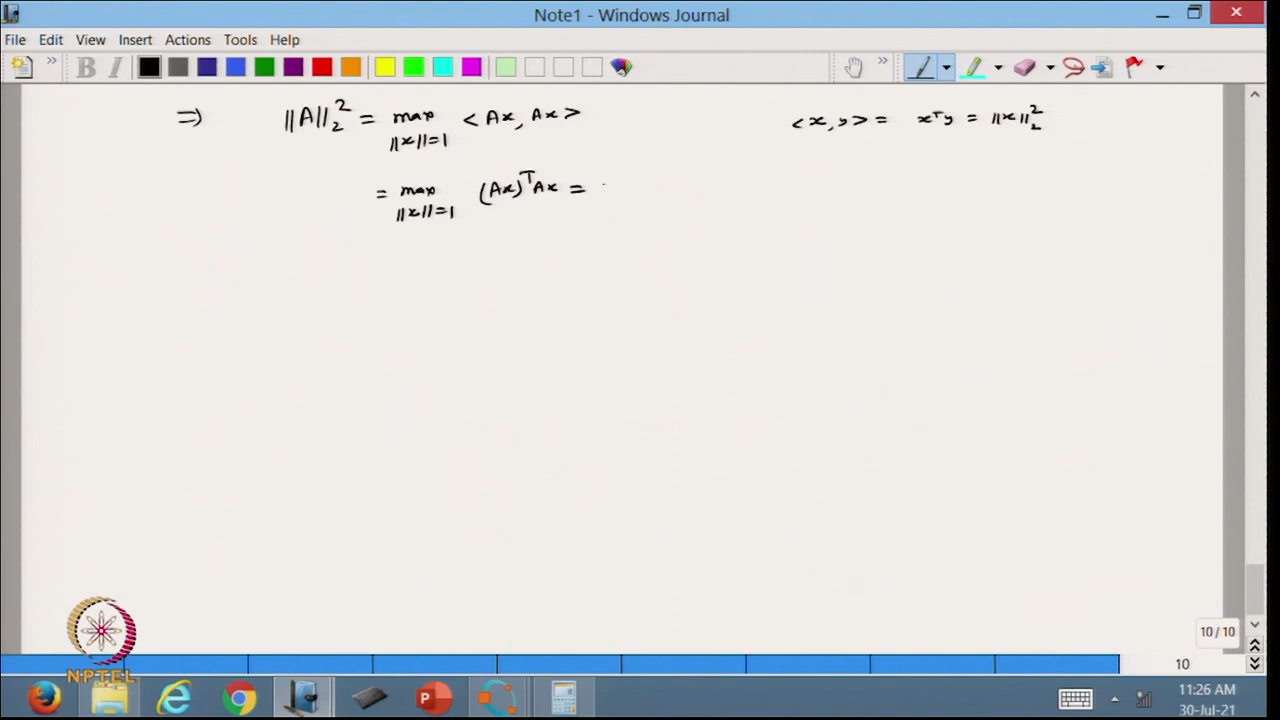 Note1 - Windows Journal
File Edit View Insert Actions Tools Help
B I
⇒ ||A||₂² = max <Ax, Ax> <x,y> = xᵀy = ||x||₂²
||x||=1
= max (Ax)ᵀAx =
||x||=1
10/10
NPTEL
10
11:26 AM
30-Jul-21